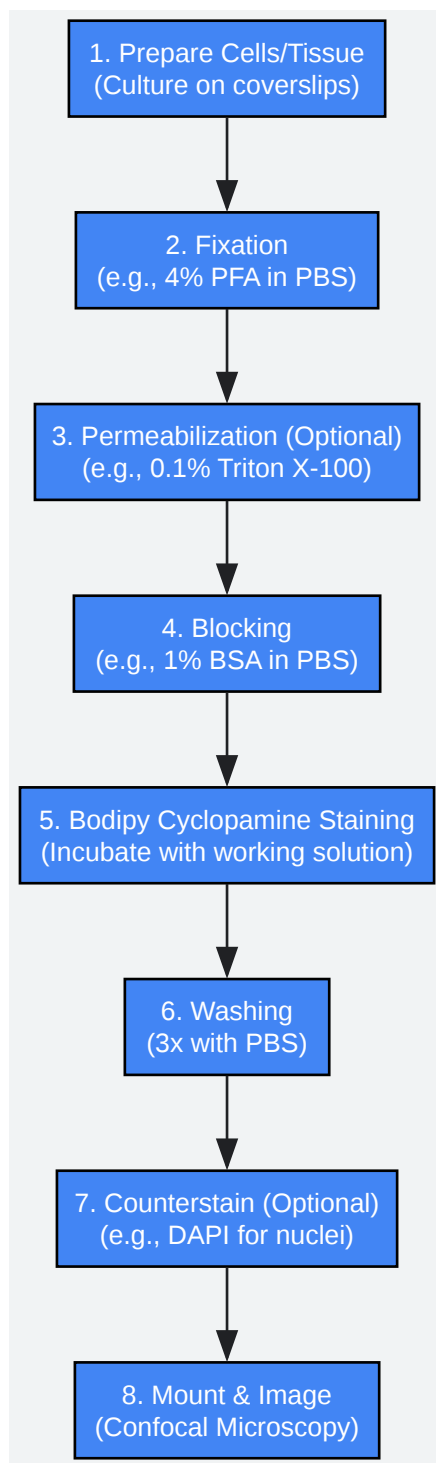 1. Prepare Cells/Tissue
(Culture on coverslips)
2. Fixation
(e.g., 4% PFA in PBS)
3. Permeabilization (Optional)
(e.g., 0.1% Triton X-100)
4. Blocking
(e.g., 1% BSA in PBS)
5. Bodipy Cyclopamine Staining
(Incubate with working solution)
6. Washing
(3x with PBS)
7. Counterstain (Optional)
(e.g., DAPI for nuclei)
8. Mount & Image
(Confocal Microscopy)